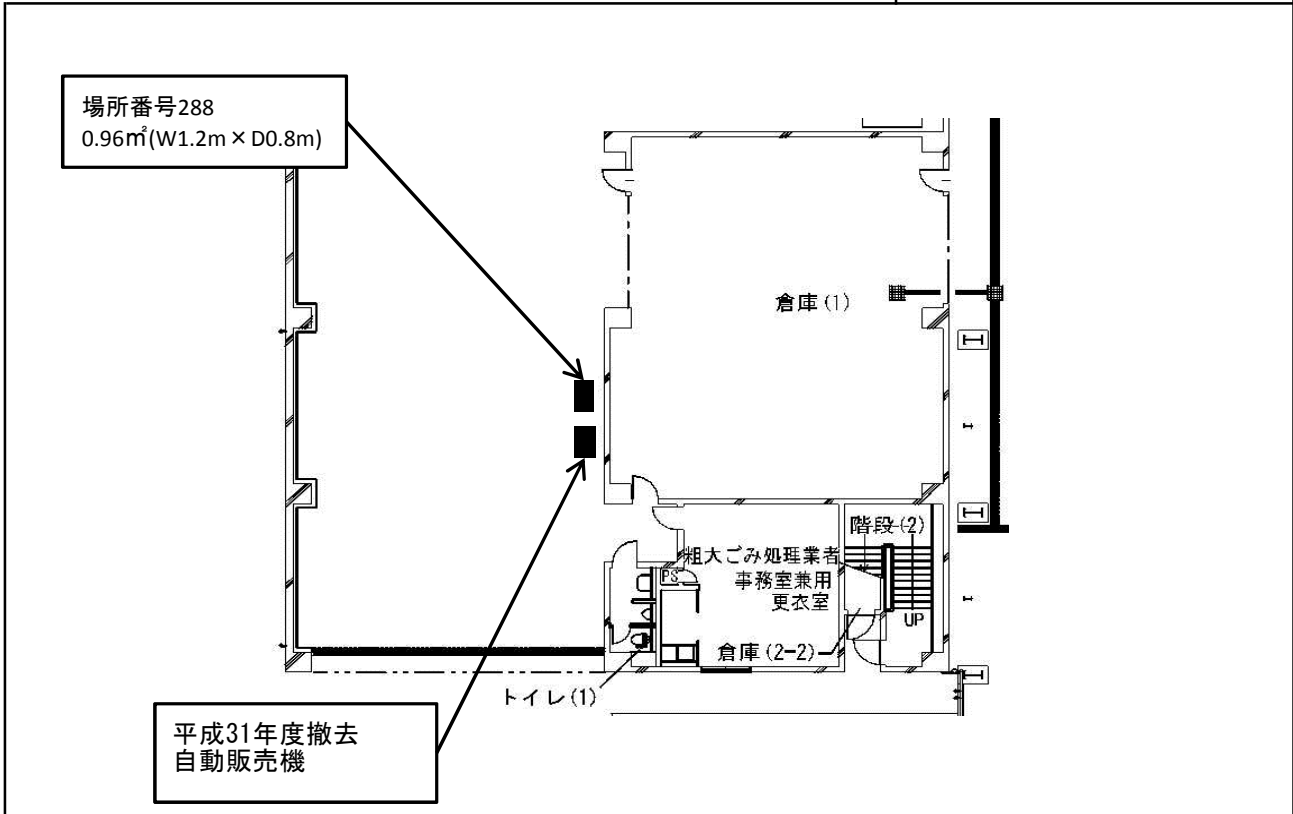 場所番号288
0.96㎡(W1.2m×D0.8m)
倉庫(1)
階段(2)
粗大ごみ処理業者
事務室兼用
更衣室
PS
UP
倉庫(2-2)
トイレ(1)
平成31年度撤去
自動販売機